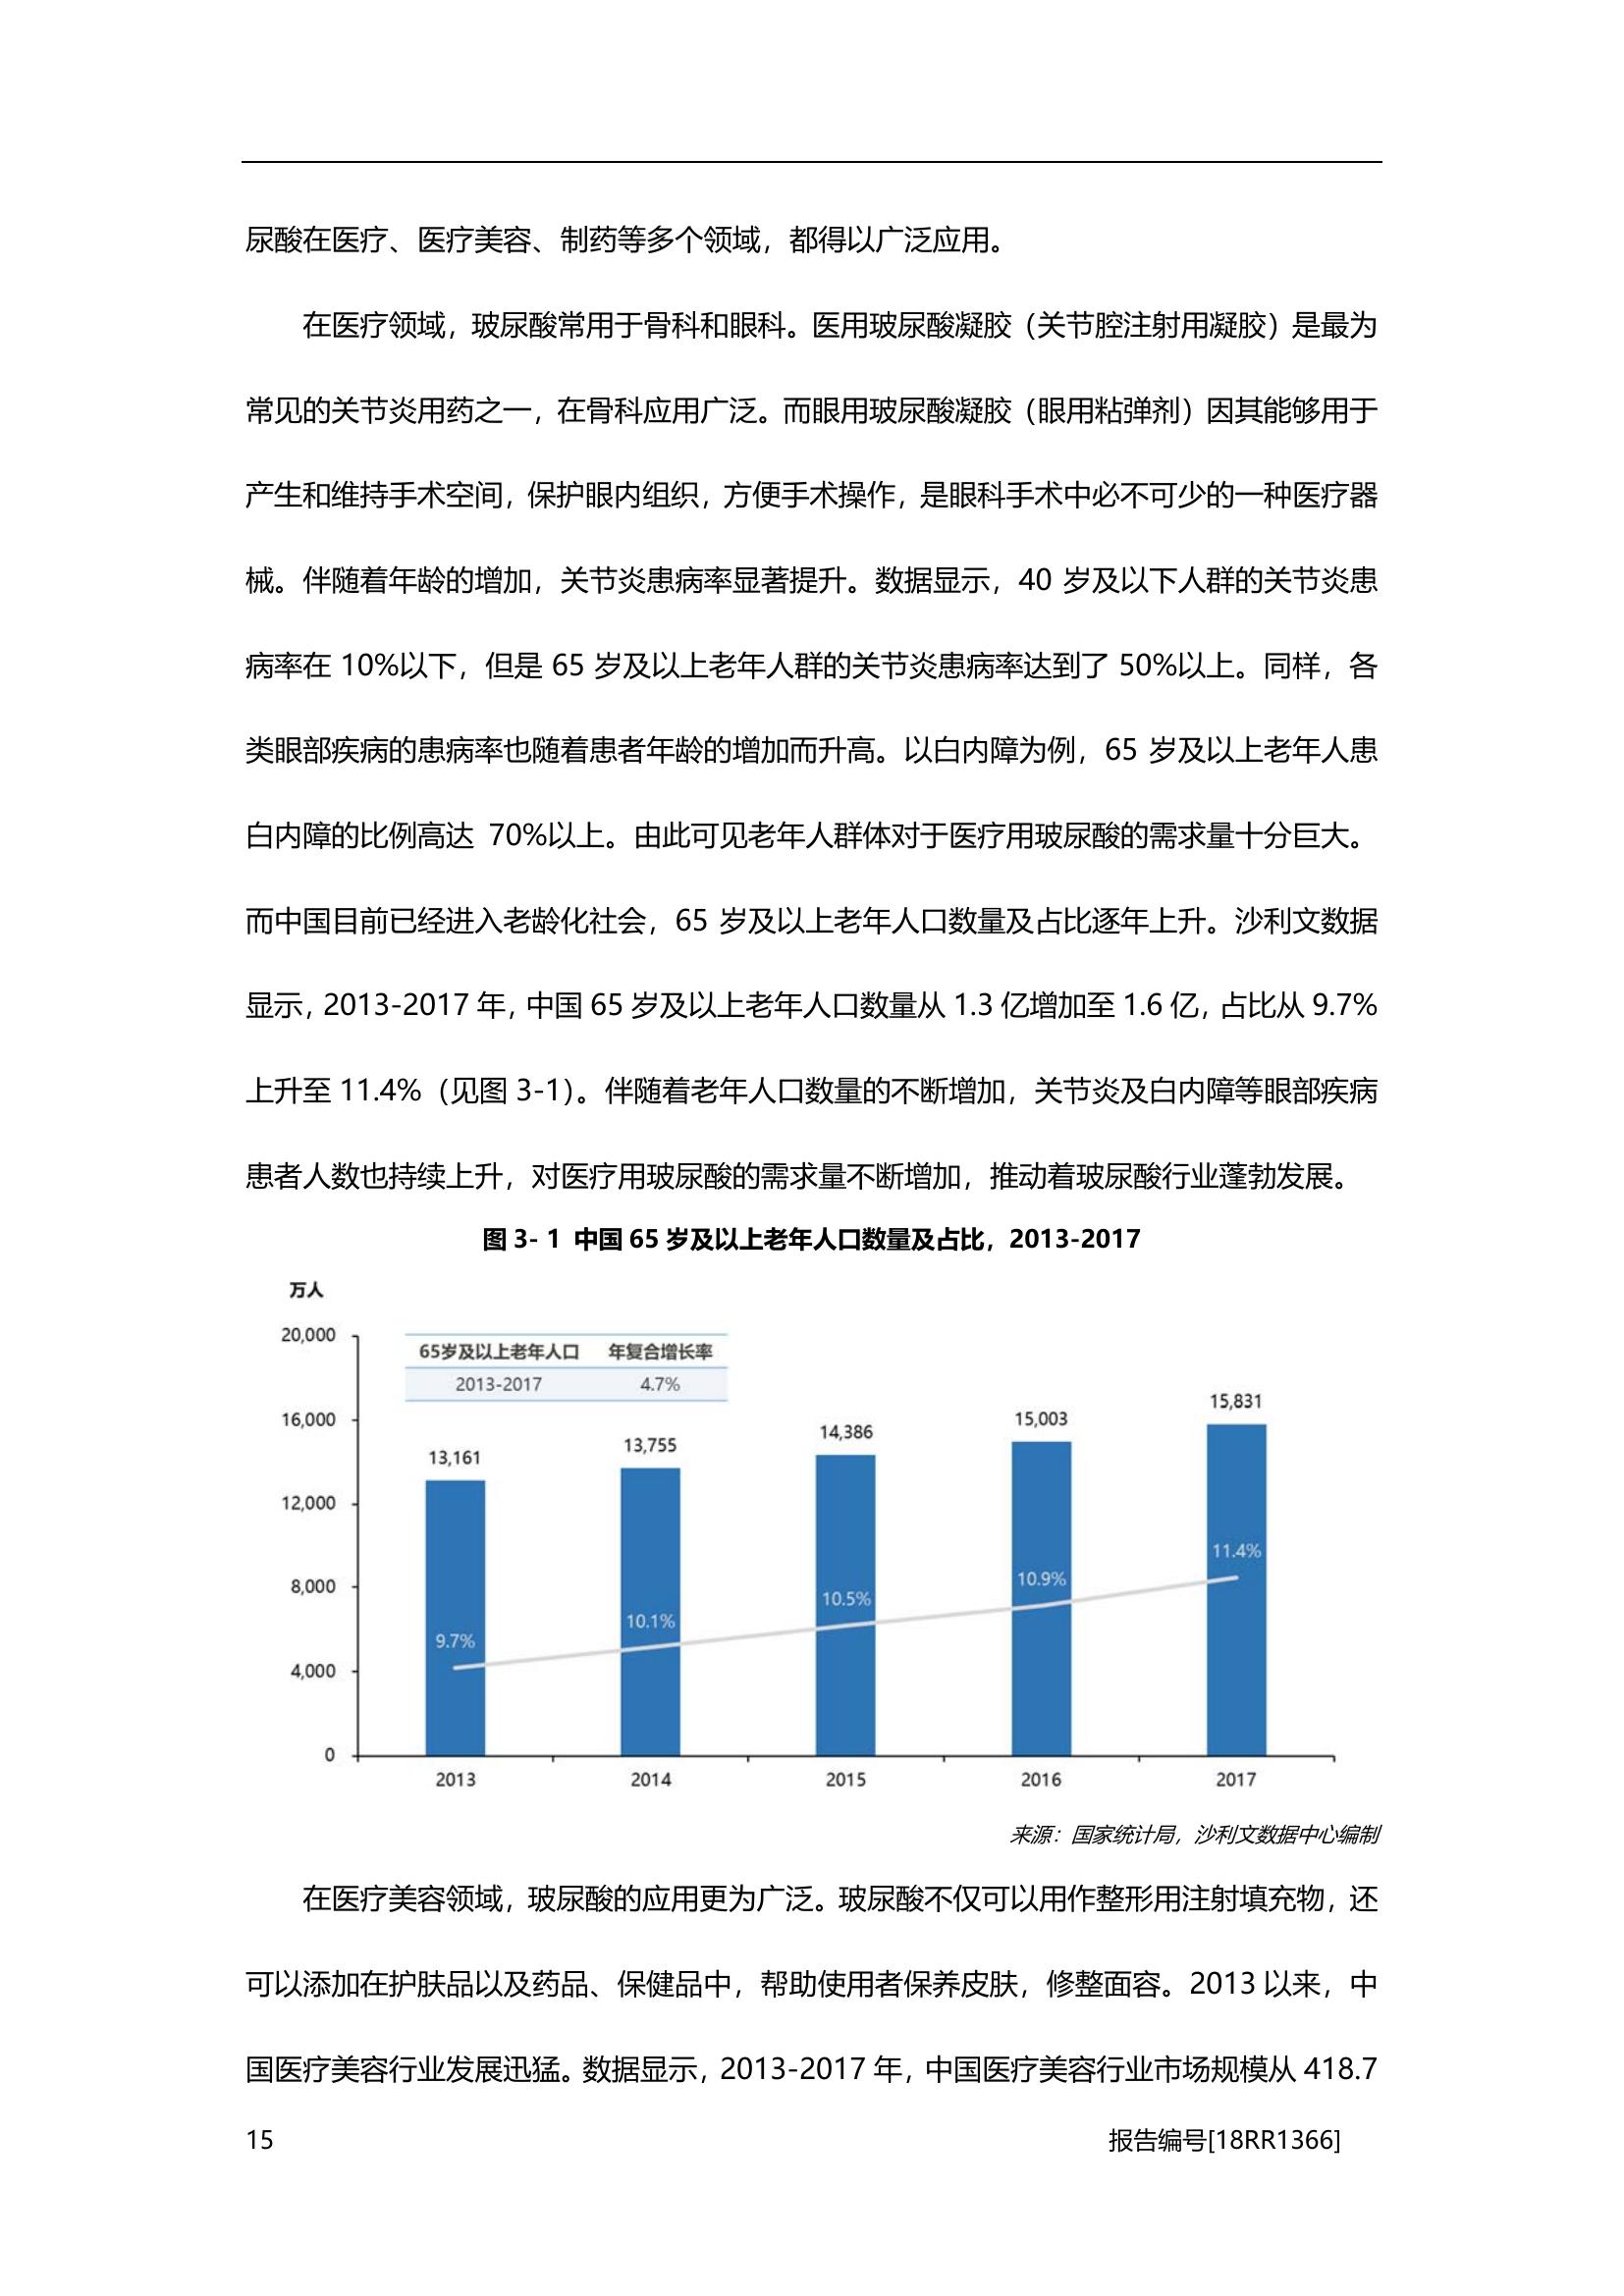 尿酸在医疗、医疗美容、制药等多个领域，都得以广泛应用。
在医疗领域，玻尿酸常用于骨科和眼科。医用玻尿酸凝胶（关节腔注射用凝胶）是最为
常见的关节炎用药之一，在骨科应用广泛。而眼用玻尿酸凝胶（眼用粘弹剂）因其能够用于
产生和维持手术空间，保护眼内组织，方便手术操作，是眼科手术中必不可少的一种医疗器
械。伴随着年龄的增加，关节炎患病率显著提升。数据显示，40 岁及以下人群的关节炎患
病率在 10%以下，但是 65 岁及以上老年人群的关节炎患病率达到了 50%以上。同样，各
类眼部疾病的患病率也随着患者年龄的增加而升高。以白内障为例，65 岁及以上老年人患
白内障的比例高达 70%以上。由此可见老年人群体对于医疗用玻尿酸的需求量十分巨大。
而中国目前已经进入老龄化社会，65 岁及以上老年人口数量及占比逐年上升。沙利文数据
显示，2013-2017 年，中国 65 岁及以上老年人口数量从 1.3 亿增加至 1.6 亿，占比从 9.7%
上升至 11.4%（见图 3-1）。伴随着老年人口数量的不断增加，关节炎及白内障等眼部疾病
患者人数也持续上升，对医疗用玻尿酸的需求量不断增加，推动着玻尿酸行业蓬勃发展。
图 3- 1 中国 65 岁及以上老年人口数量及占比，2013-2017
万人
20,000
65岁及以上老年人口 年复合增长率
2013-2017 4.7%
16,000
12,000
8,000
4,000
0
13,161
13,755
14,386
15,003
15,831
9.7%
10.1%
10.5%
10.9%
11.4%
2013 2014 2015 2016 2017
来源：国家统计局，沙利文数据中心编制
在医疗美容领域，玻尿酸的应用更为广泛。玻尿酸不仅可以用作整形用注射填充物，还
可以添加在护肤品以及药品、保健品中，帮助使用者保养皮肤，修整面容。2013 以来，中
国医疗美容行业发展迅猛。数据显示，2013-2017 年，中国医疗美容行业市场规模从 418.7
15 报告编号[18RR1366]